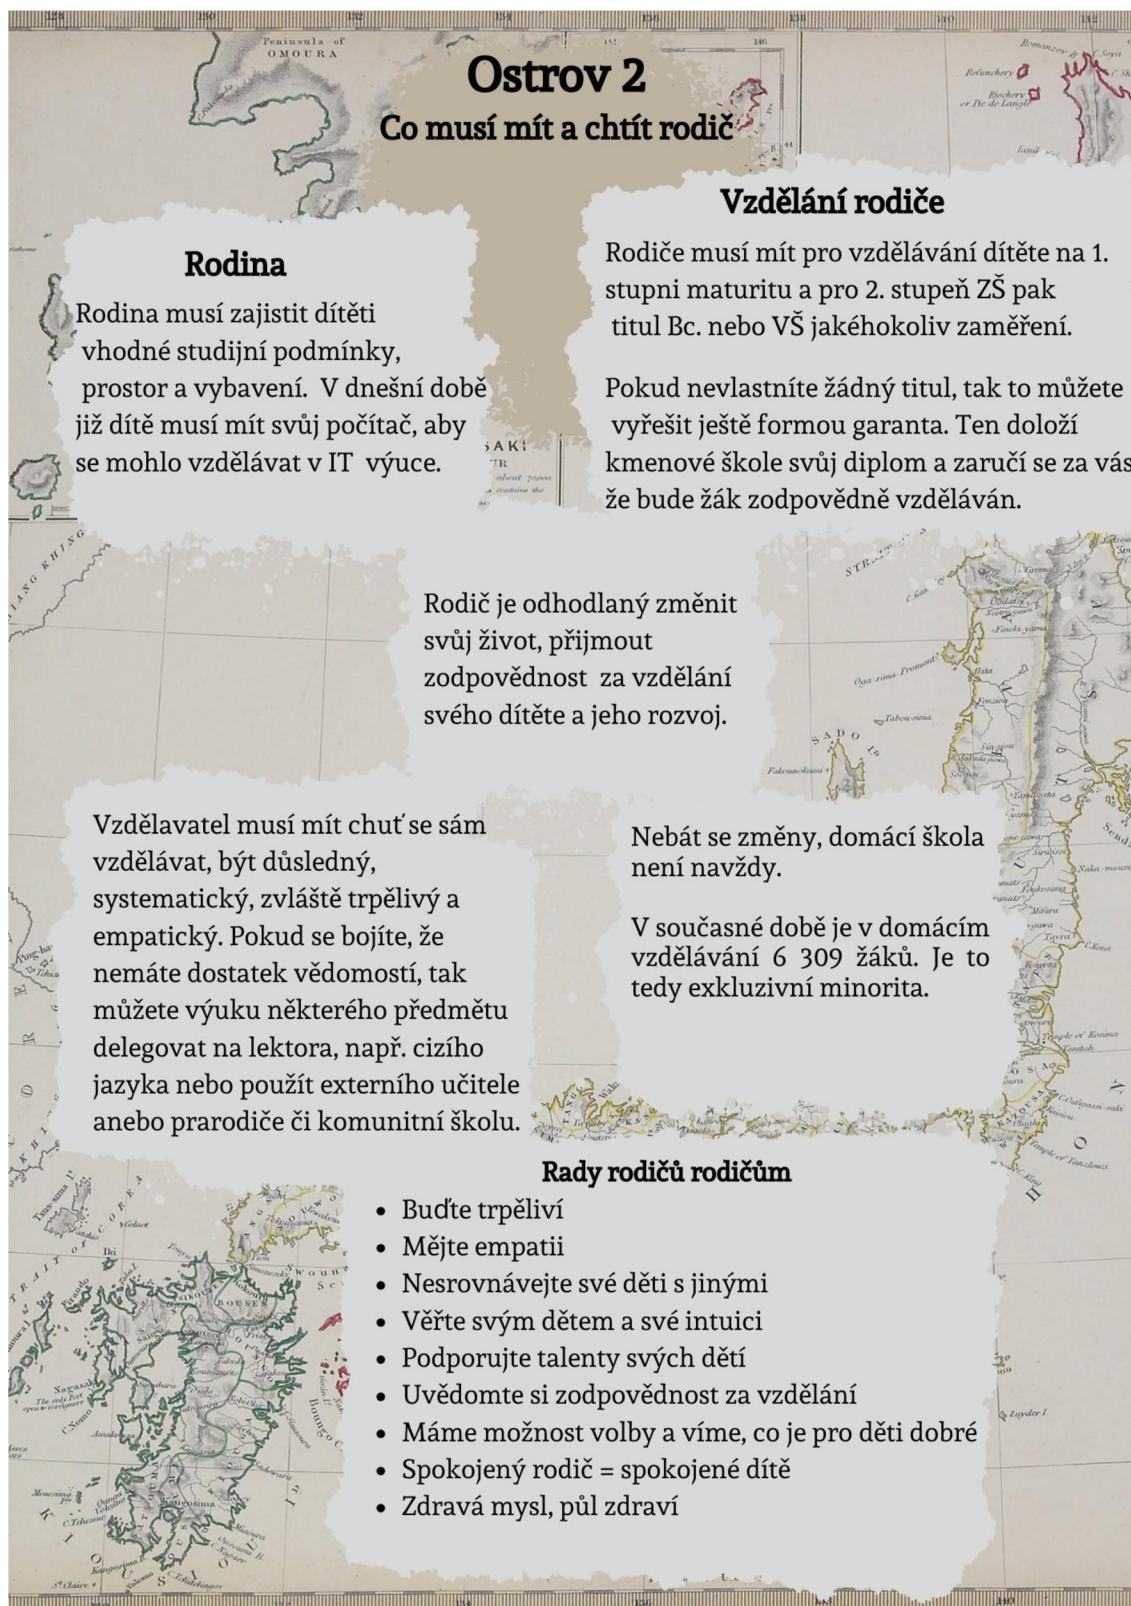 Ostrov 2
Co musí mít a chtít rodič
Rodina
Rodina musí zajistit dítěti
vhodné studijní podmínky,
prostor a vybavení. V dnešní době
již dítě musí mít svůj počítač, aby
se mohlo vzdělávat v IT výuce.
Vzdělání rodiče
Rodiče musí mít pro vzdělávání dítěte na 1.
stupni maturitu a pro 2. stupeň ZŠ pak
titul Bc. nebo VŠ jakéhokoliv zaměření.
Pokud nevlastníte žádný titul, tak to můžete
vyřešit ještě formou garanta. Ten doloží
kmenové škole svůj diplom a zaručí se za vás
že bude žák zodpovědně vzděláván.
Rodič je odhodlaný změnit
svůj život, přijmout
zodpovědnost za vzdělání
svého dítěte a jeho rozvoj.
Vzdělavatel musí mít chuť se sám
vzdělávat, být důsledný,
systematický, zvláště trpělivý a
empatický. Pokud se bojíte, že
nemáte dostatek vědomostí, tak
můžete výuku některého předmětu
delegovat na lektora, např. cizího
jazyka nebo použít externího učitele
anebo prarodiče či komunitní školu.
Nebát se změny, domácí škola
není navždy.
V současné době je v domácím
vzdělávání 6 309 žáků. Je to
tedy exkluzivní minorita.
Rady rodičů rodičům
• Buďte trpěliví
• Mějte empatii
• Nesrovnávejte své děti s jinými
• Věřte svým dětem a své intuici
• Podporujte talenty svých dětí
• Uvědomte si zodpovědnost za vzdělání
• Máme možnost volby a víme, co je pro děti dobré
• Spokojený rodič = spokojené dítě
• Zdravá mysl, půl zdraví
Peninsula of
OMOURA
SADO